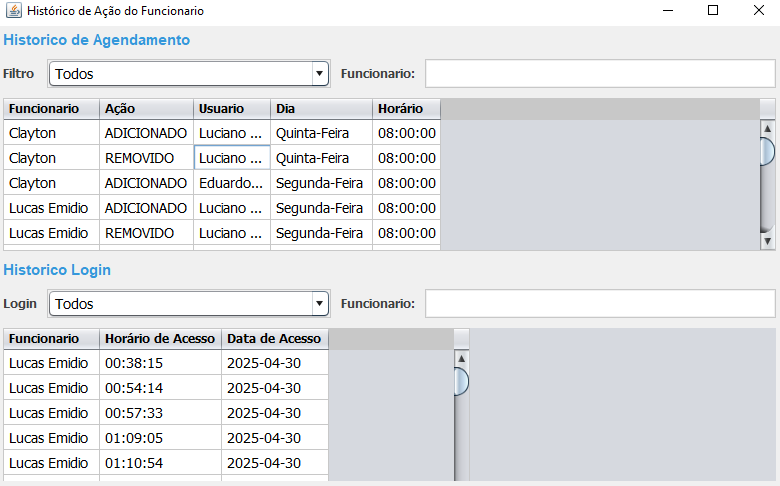 Histórico de Ação do Funcionario
Historico de Agendamento
Filtro Todos Funcionario:
Funcionario Ação Usuario Dia Horário
Clayton ADICIONADO Luciano ... Quinta-Feira 08:00:00
Clayton REMOVIDO Luciano ... Quinta-Feira 08:00:00
Clayton ADICIONADO Eduardo... Segunda-Feira 08:00:00
Lucas Emidio ADICIONADO Luciano ... Segunda-Feira 08:00:00
Lucas Emidio REMOVIDO Luciano ... Segunda-Feira 08:00:00
Historico Login
Login Todos Funcionario:
Funcionario Horário de Acesso Data de Acesso
Lucas Emidio 00:38:15 2025-04-30
Lucas Emidio 00:54:14 2025-04-30
Lucas Emidio 00:57:33 2025-04-30
Lucas Emidio 01:09:05 2025-04-30
Lucas Emidio 01:10:54 2025-04-30